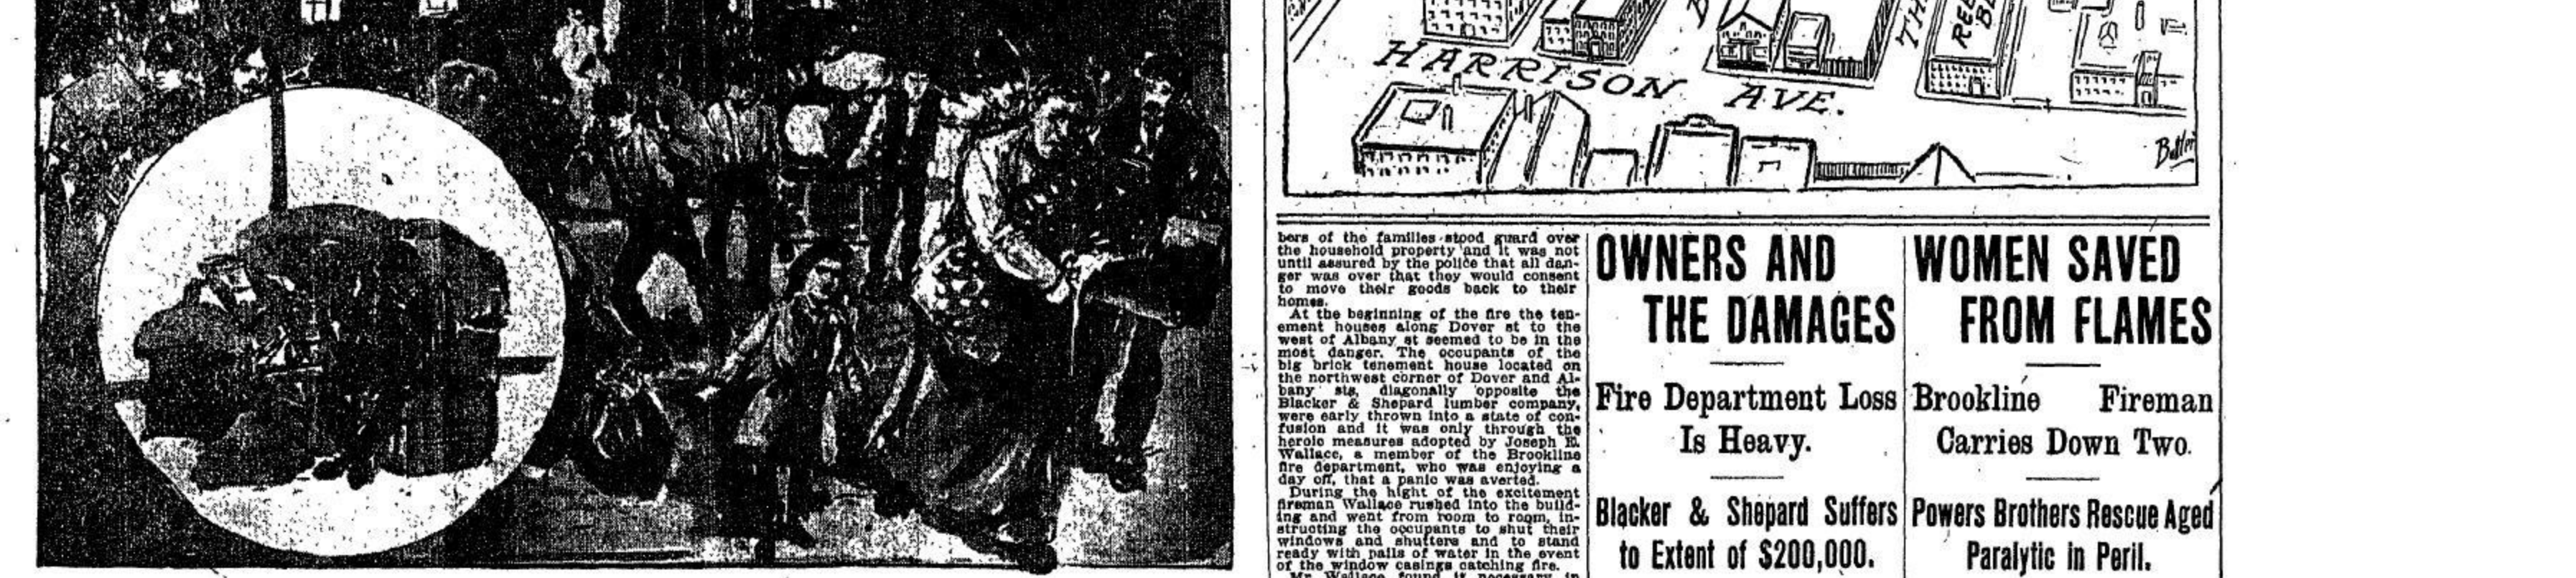 HARRISON AVE.
Butler
bers of the families stood guard over
the household property and it was not
until assured by the police that all dan-
ger was over that they would consent
to move their goods back to their
homes.
At the beginning of the fire the ten-
ement houses along Dover st to the
west of Albany st seemed to be in the
most danger. The occupants of the
big brick tenement house located on
the northwest corner of Dover and Al-
bany sts, diagonally opposite the
Blacker & Shepard lumber company,
were early thrown into a state of con-
fusion and it was only through the
heroic measures adopted by Joseph E.
Wallace, a member of the Brookline
fire department, who was enjoying a
day off, that a panic was averted.
During the hight of the excitement
fireman Wallace rushed into the build-
ing and went from room to room, in-
structing the occupants to shut their
windows and shutters and to stand
ready with pails of water in the event
of the window casings catching fire.
Mr Wallace found it necessary in
OWNERS AND
THE DAMAGES
Fire Department Loss
Is Heavy.
Blacker & Shepard Suffers
to Extent of $200,000.
WOMEN SAVED
FROM FLAMES
Brookline Fireman
Carries Down Two.
Powers Brothers Rescue Aged
Paralytic in Peril.